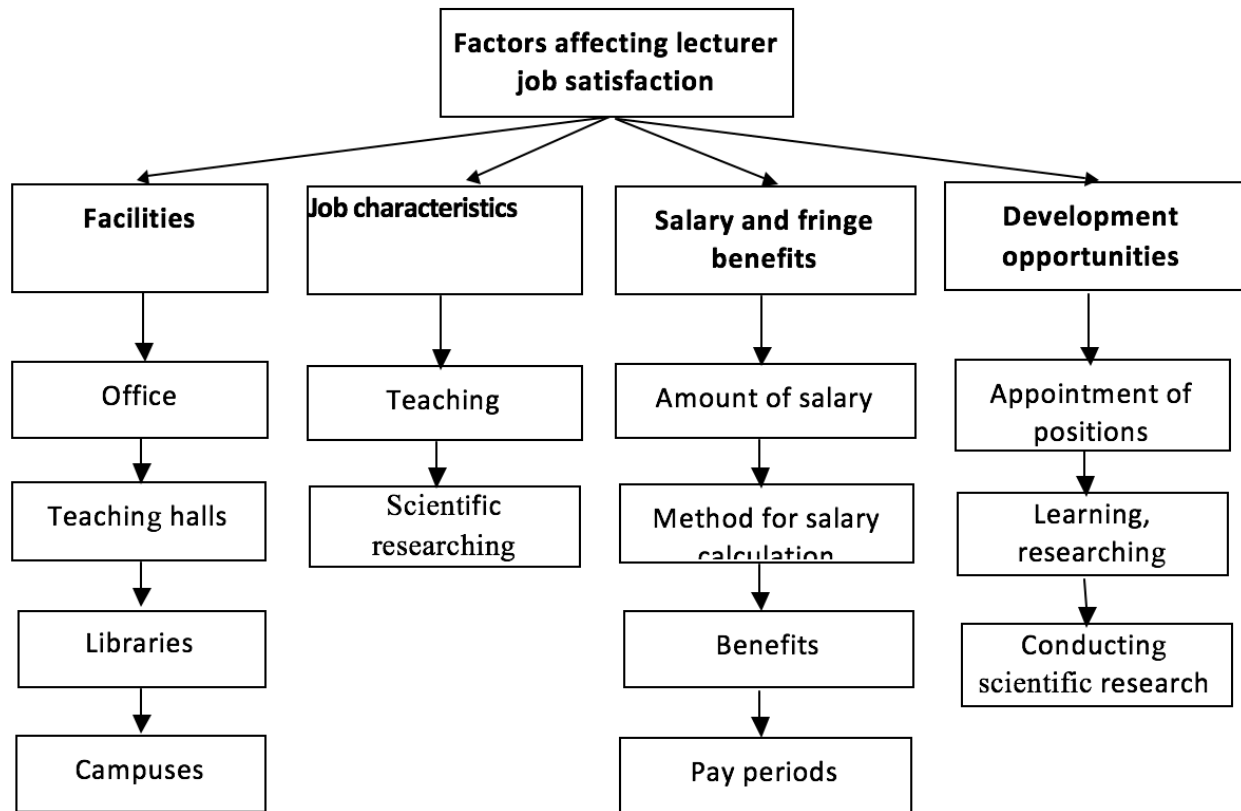 Factors affecting lecturer
job satisfaction
Facilities
Job characteristics
Salary and fringe
benefits
Development
opportunities
Office
Teaching
Amount of salary
Appointment of
positions
Teaching halls
Scientific
researching
Method for salary
calculation
Learning,
researching
Libraries
Benefits
Conducting
scientific research
Campuses
Pay periods